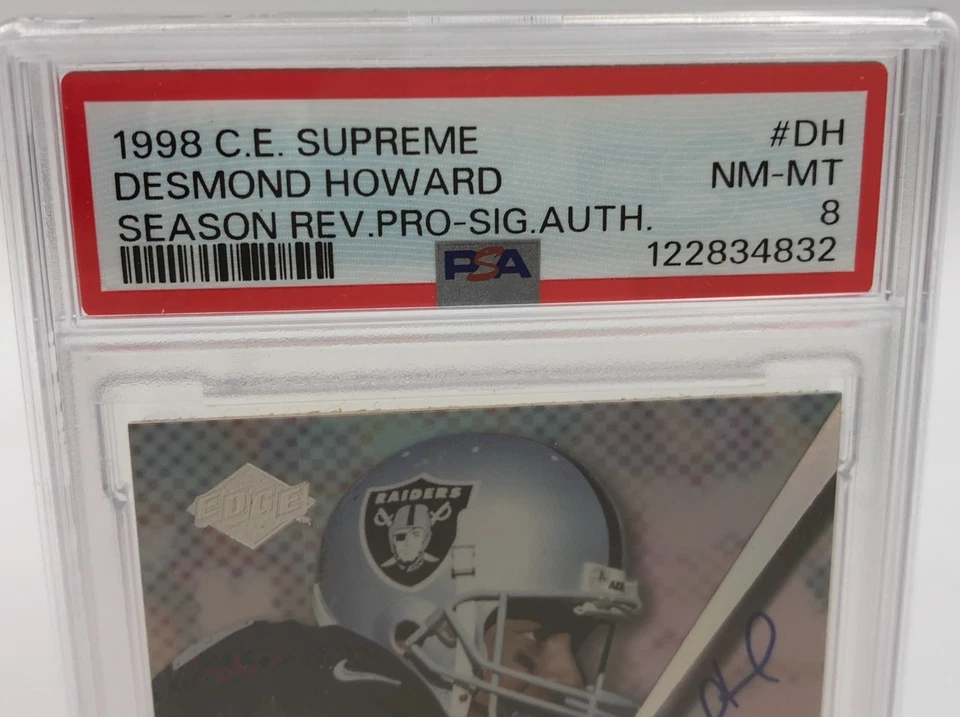 1998 C.E. SUPREME #DH
DESMOND HOWARD NM-MT
SEASON REV.PRO-SIG.AUTH. 8
PSA 122834832
EDGE
RAIDERS